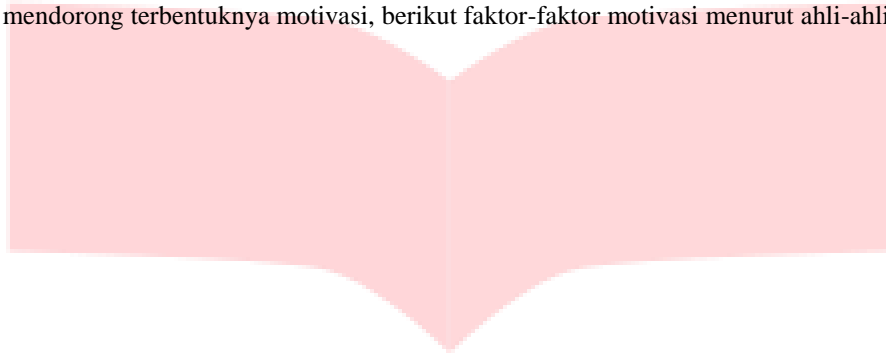 mendorong terbentuknya motivasi, berikut faktor-faktor motivasi menurut ahli-ahli